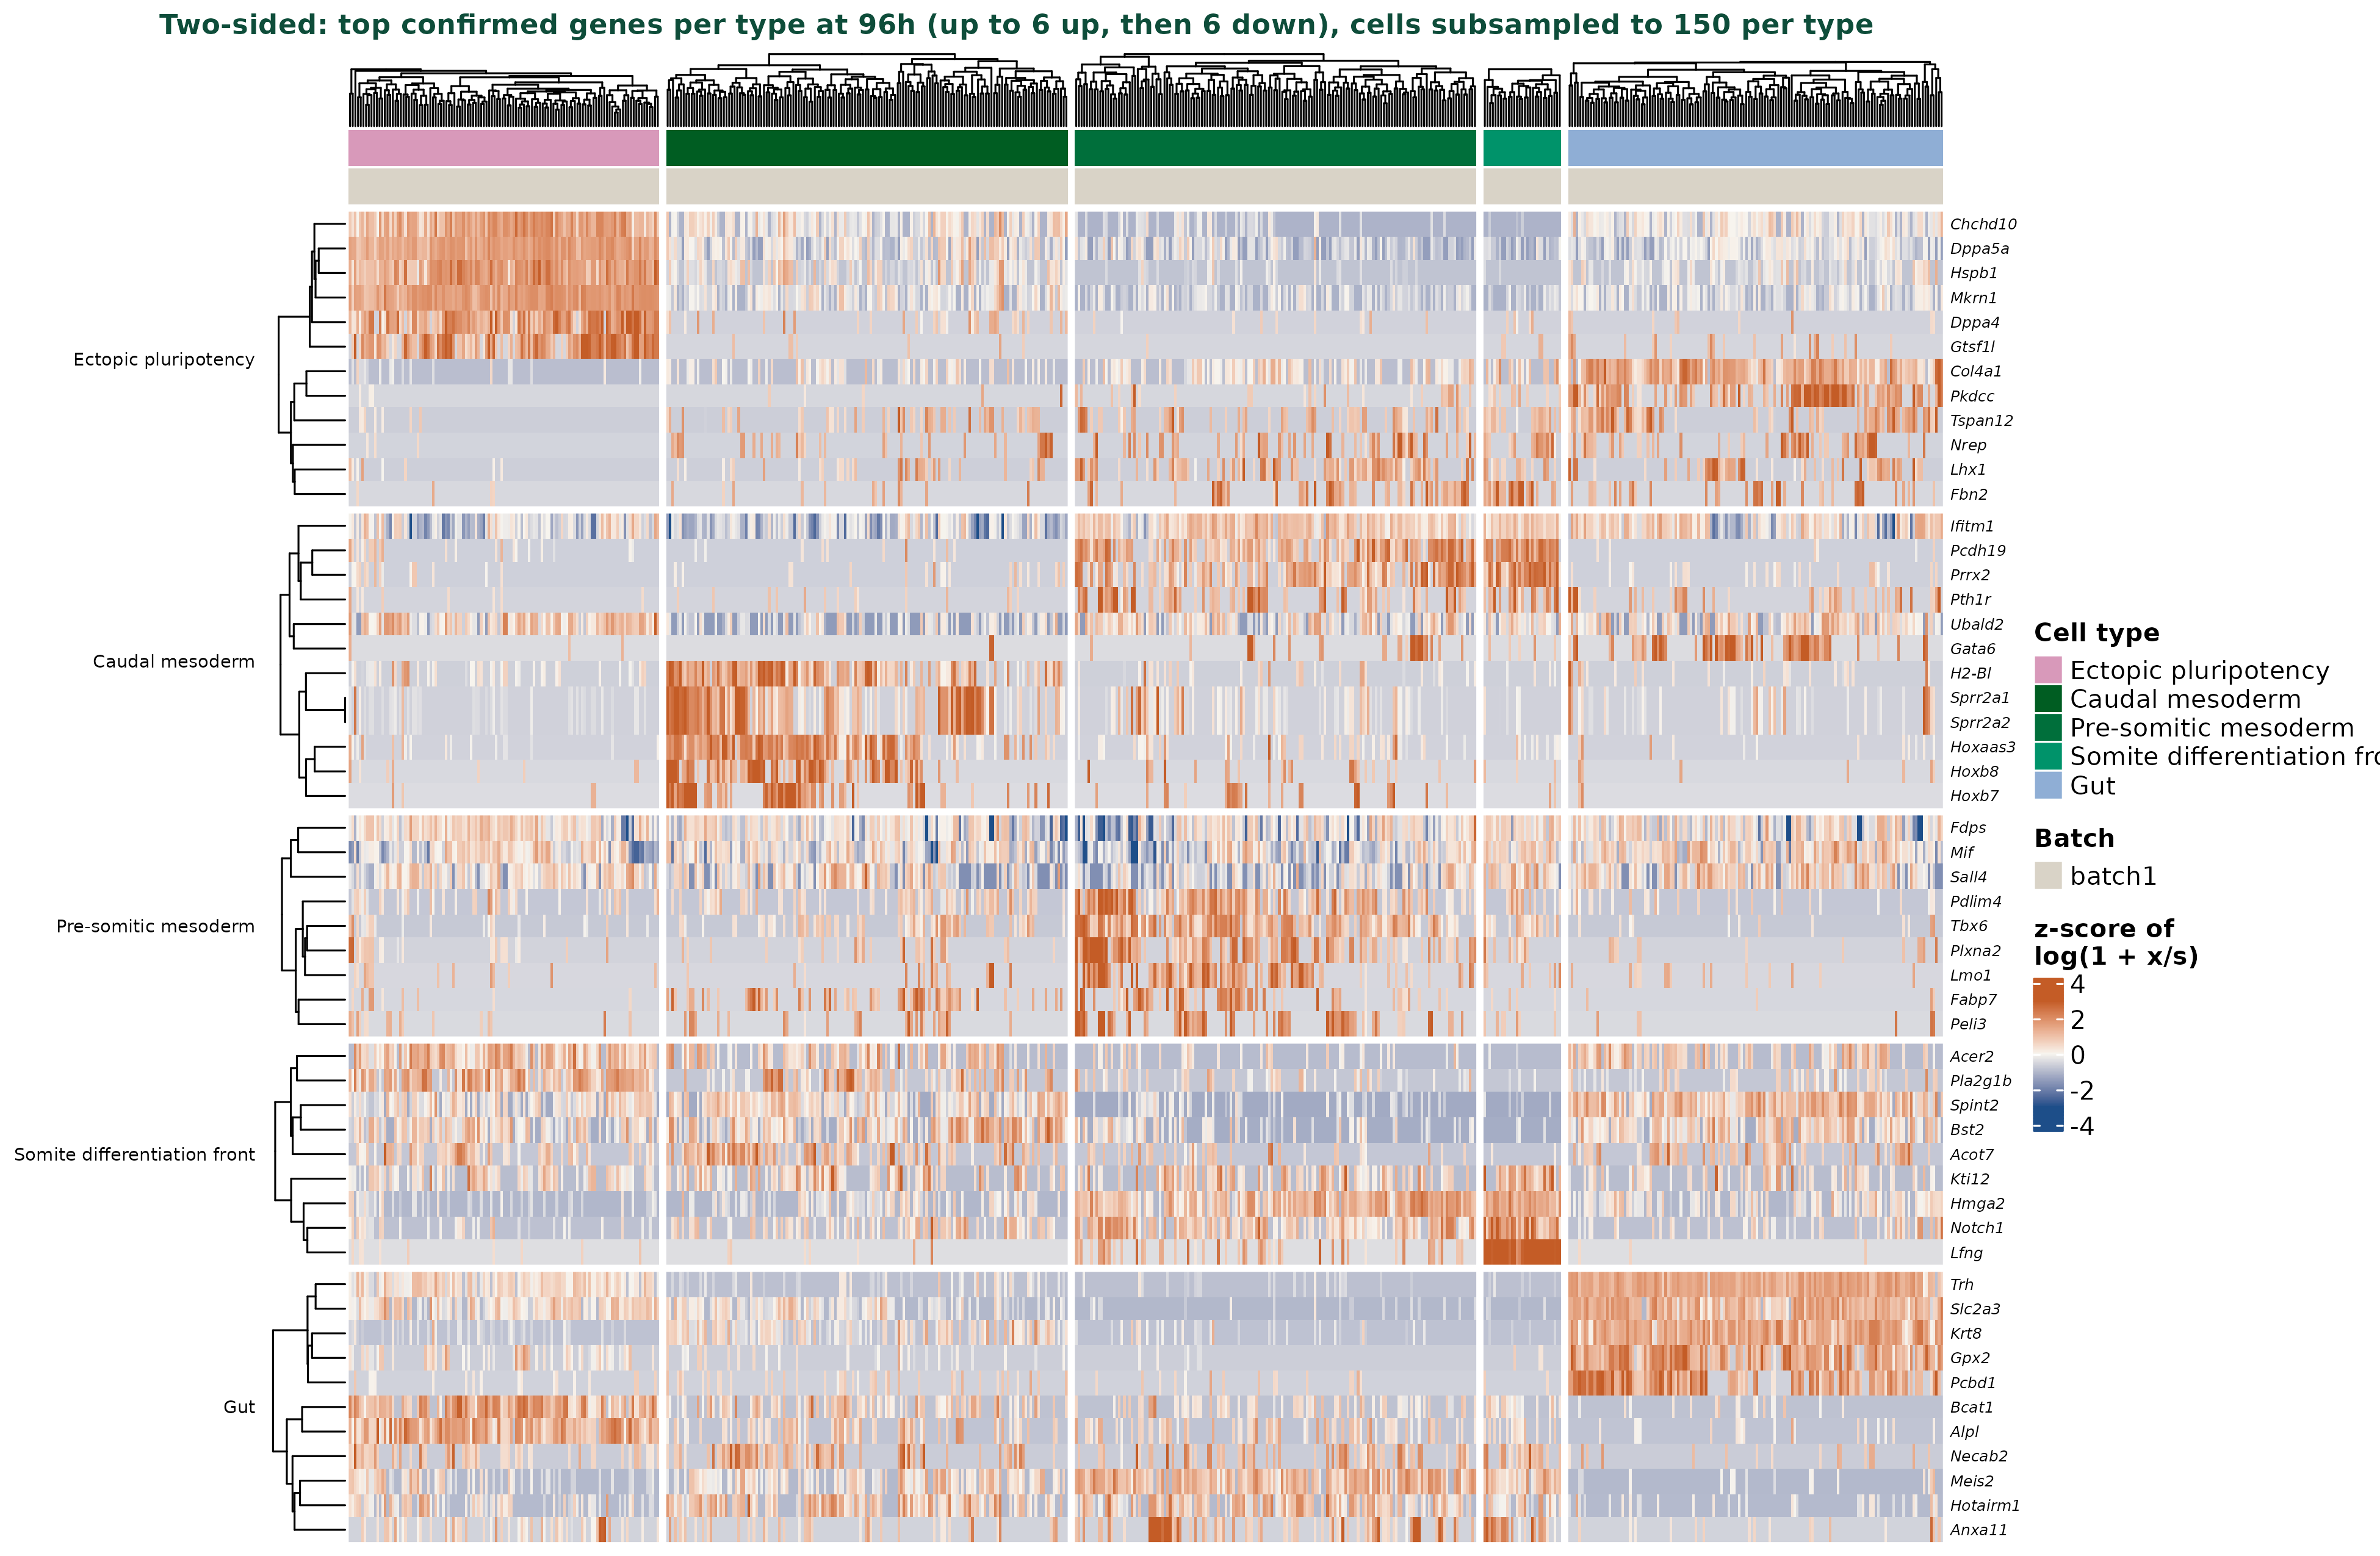 Two-sided: top confirmed genes per type at 96h (up to 6 up, then 6 down), cells subsampled to 150 per type
Ectopic pluripotency
Chchd10
Dppa5a
Hspb1
Mkrn1
Dppa4
Gtsf1l
Col4a1
Pkdcc
Tspan12
Nrep
Lhx1
Fbn2
Caudal mesoderm
Ifitm1
Pcdh19
Prrx2
Pth1r
Ubald2
Gata6
H2-Bl
Sprr2a1
Sprr2a2
Hoxaas3
Hoxb8
Hoxb7
Pre-somitic mesoderm
Fdps
Mif
Sall4
Pdlim4
Tbx6
Plxna2
Lmo1
Fabp7
Peli3
Somite differentiation front
Acer2
Pla2g1b
Spint2
Bst2
Acot7
Kti12
Hmga2
Notch1
Lfng
Gut
Trh
Slc2a3
Krt8
Gpx2
Pcbd1
Bcat1
Alpl
Necab2
Meis2
Hotairm1
Anxa11
Cell type
Ectopic pluripotency
Caudal mesoderm
Pre-somitic mesoderm
Somite differentiation fro
Gut
Batch
batch1
z-score of
log(1 + x/s)
4
2
0
-2
-4